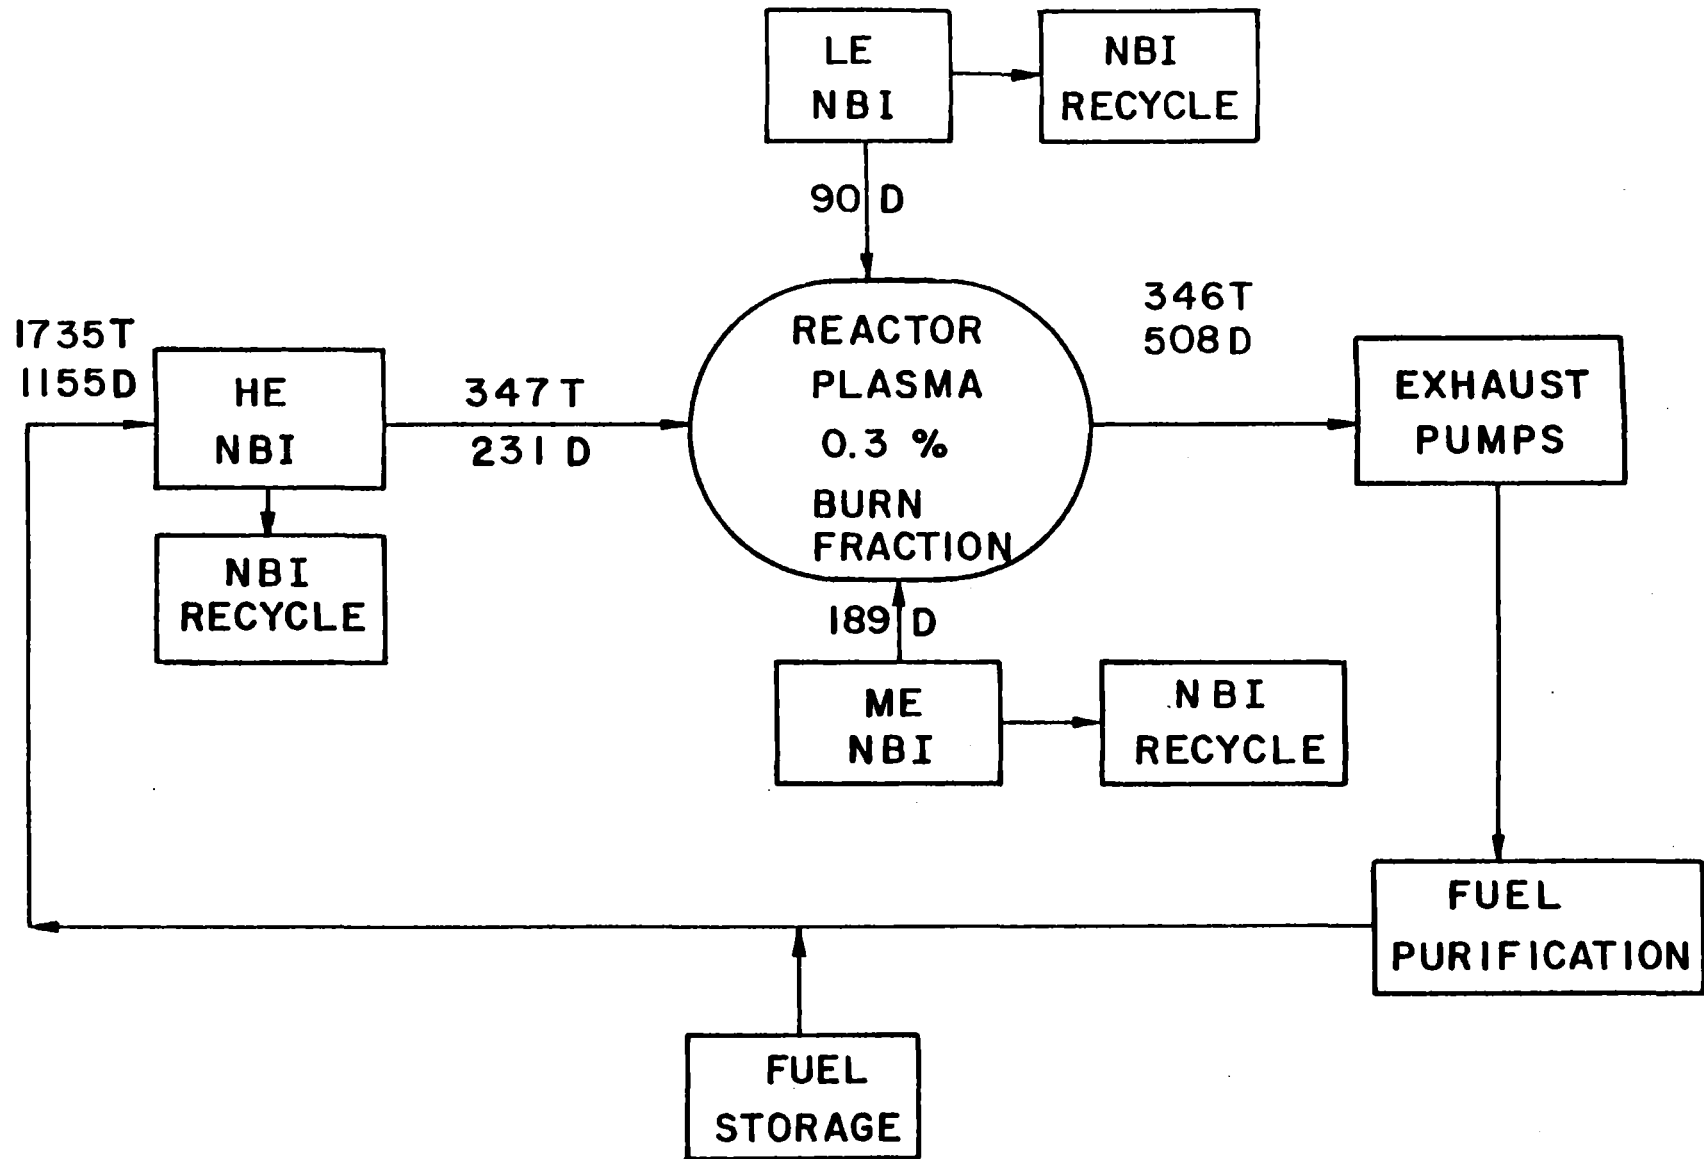 LE
NBI
NBI
RECYCLE
90 D
1735T
1155D
HE
NBI
347 T
231 D
REACTOR
PLASMA
0.3 %
BURN
FRACTION
346T
508D
EXHAUST
PUMPS
NBI
RECYCLE
189 D
ME
NBI
NBI
RECYCLE
FUEL
PURIFICATION
FUEL
STORAGE